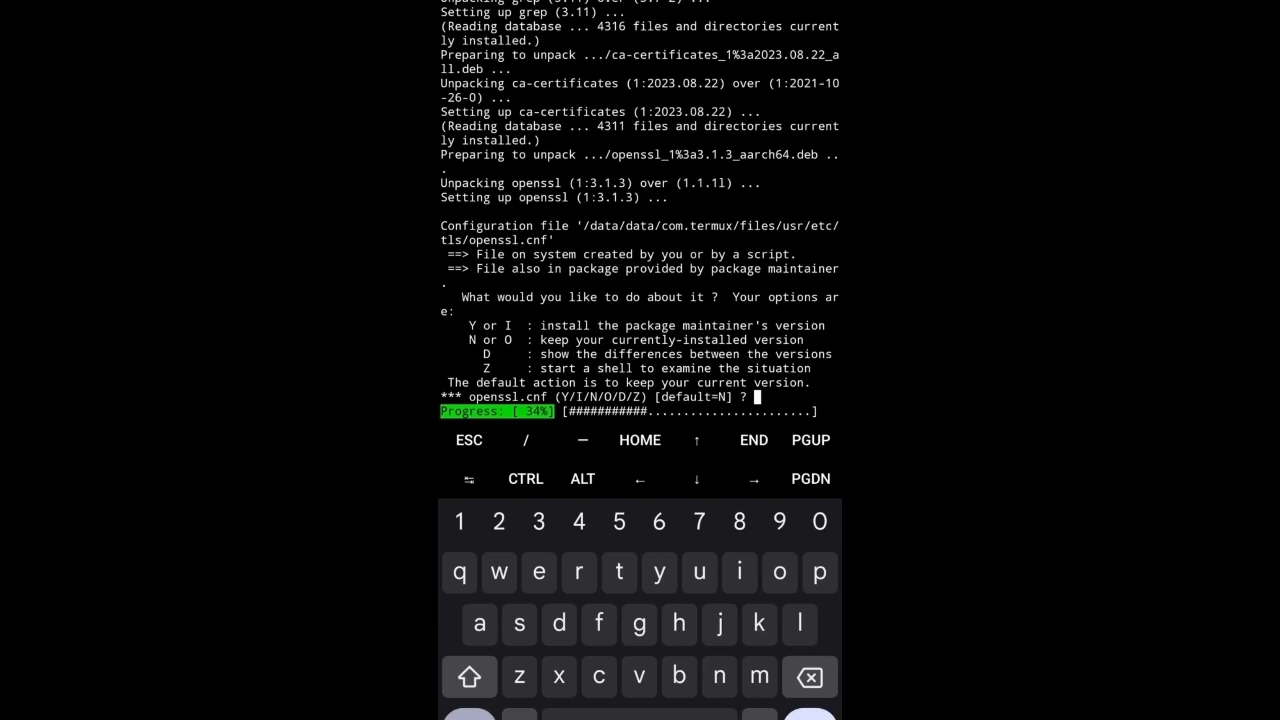 Setting up grep (3.11) ...
(Reading database ... 4316 files and directories current
ly installed.)
Preparing to unpack .../ca-certificates_1%3a2023.08.22_a
ll.deb ...
Unpacking ca-certificates (1:2023.08.22) over (1:2021-10
-26-0) ...
Setting up ca-certificates (1:2023.08.22) ...
(Reading database ... 4311 files and directories current
ly installed.)
Preparing to unpack .../openssl_1%3a3.1.3_aarch64.deb ..
.
Unpacking openssl (1:3.1.3) over (1.1.1l) ...
Setting up openssl (1:3.1.3) ...
Configuration file '/data/data/com.termux/files/usr/etc/
tls/openssl.cnf'
==> File on system created by you or by a script.
==> File also in package provided by package maintainer
.
What would you like to do about it ?  Your options ar
e:
Y or I  : install the package maintainer's version
N or O  : keep your currently-installed version
D     : show the differences between the versions
Z     : start a shell to examine the situation
The default action is to keep your current version.
*** openssl.cnf (Y/I/N/O/D/Z) [default=N] ?
Progress: [ 34%] [###########.......................]
ESC / — HOME ↑ END PGUP
↹ CTRL ALT ← ↓ → PGDN
1 2 3 4 5 6 7 8 9 0
q w e r t y u i o p
a s d f g h j k l
z x c v b n m